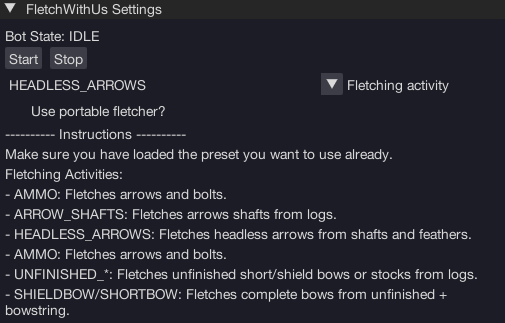 FletchWithUs Settings
Bot State: IDLE
Start Stop
HEADLESS_ARROWS Fletching activity
Use portable fletcher?
---------- Instructions ----------
Make sure you have loaded the preset you want to use already.
Fletching Activities:
- AMMO: Fletches arrows and bolts.
- ARROW_SHAFTS: Fletches arrows shafts from logs.
- HEADLESS_ARROWS: Fletches headless arrows from shafts and feathers.
- AMMO: Fletches arrows and bolts.
- UNFINISHED_*: Fletches unfinished short/shield bows or stocks from logs.
- SHIELDBOW/SHORTBOW: Fletches complete bows from unfinished +
bowstring.